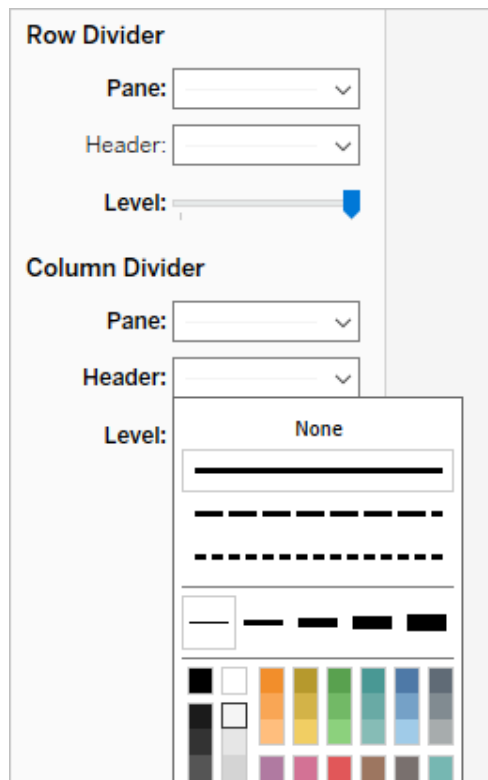 Row Divider
Pane:
Header:
Level:
Column Divider
Pane:
Header:
Level:
None